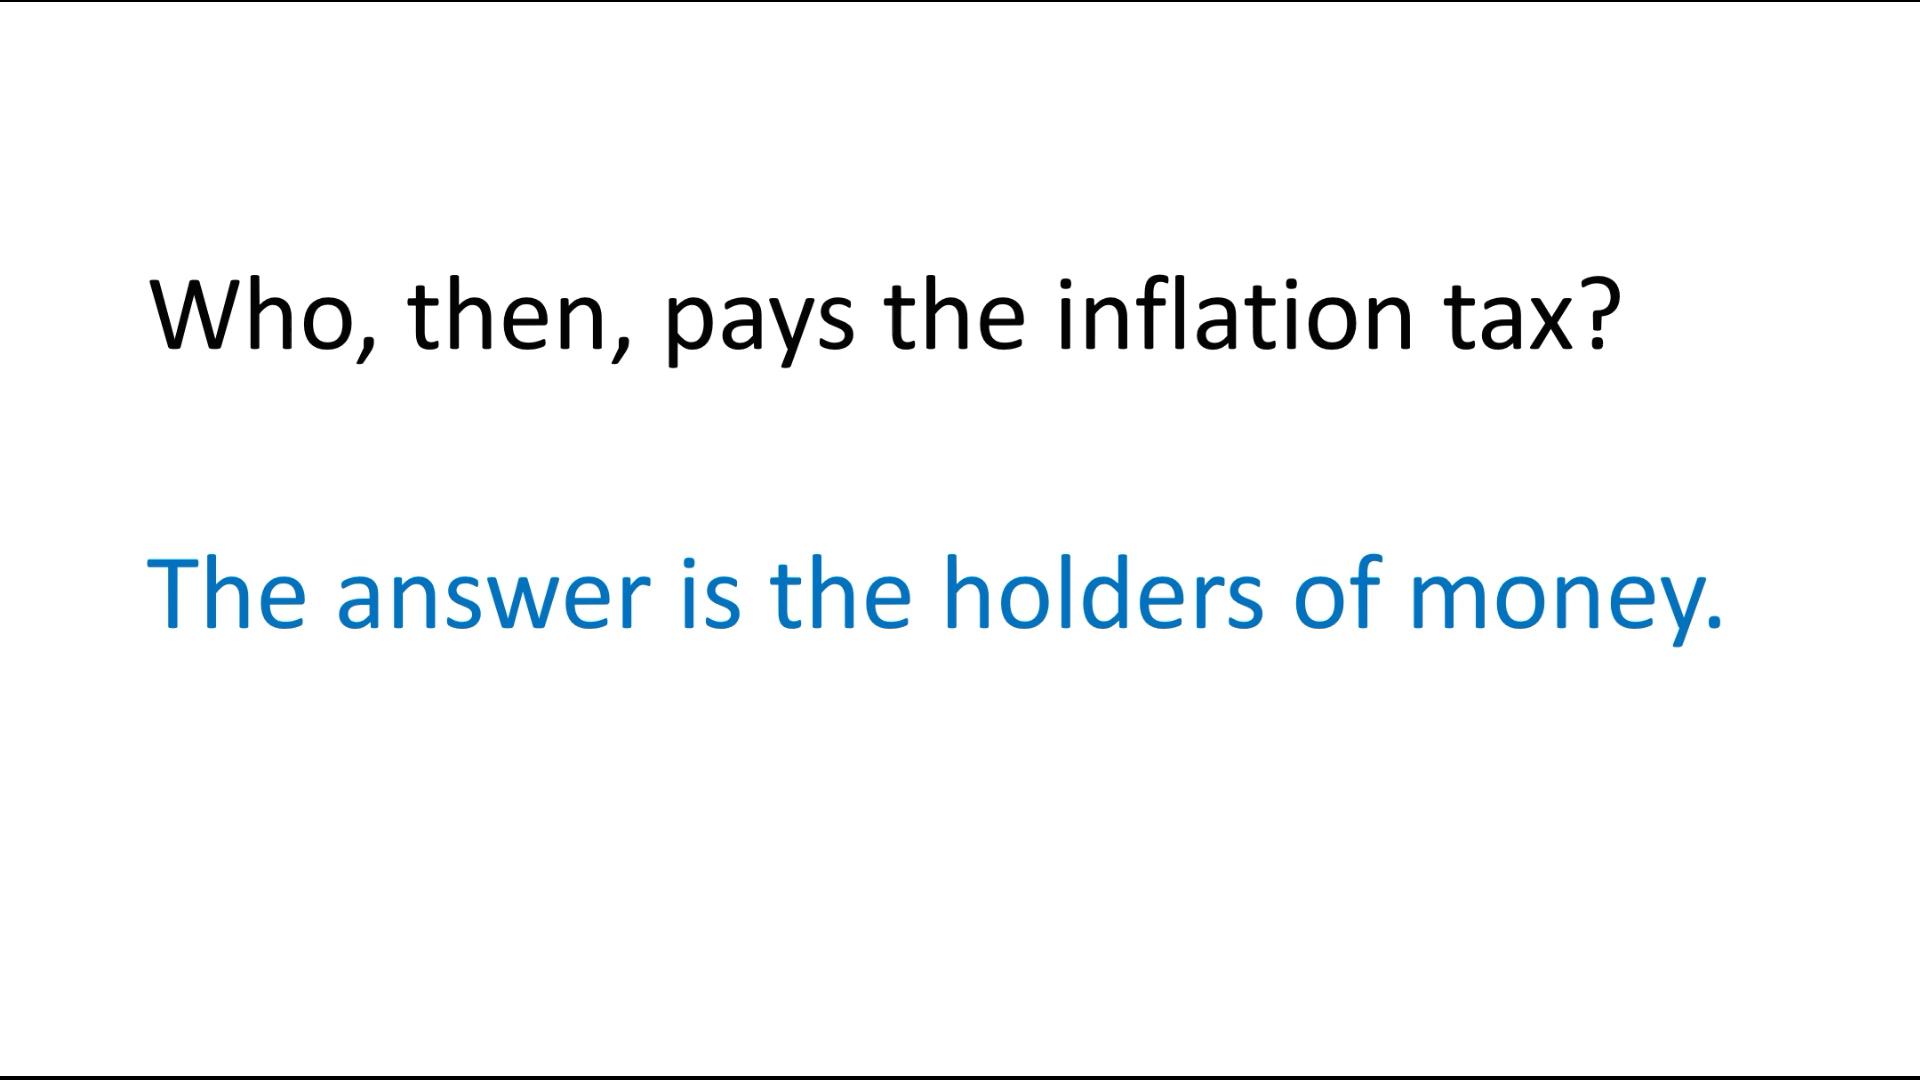 Who, then, pays the inflation tax?
The answer is the holders of money.